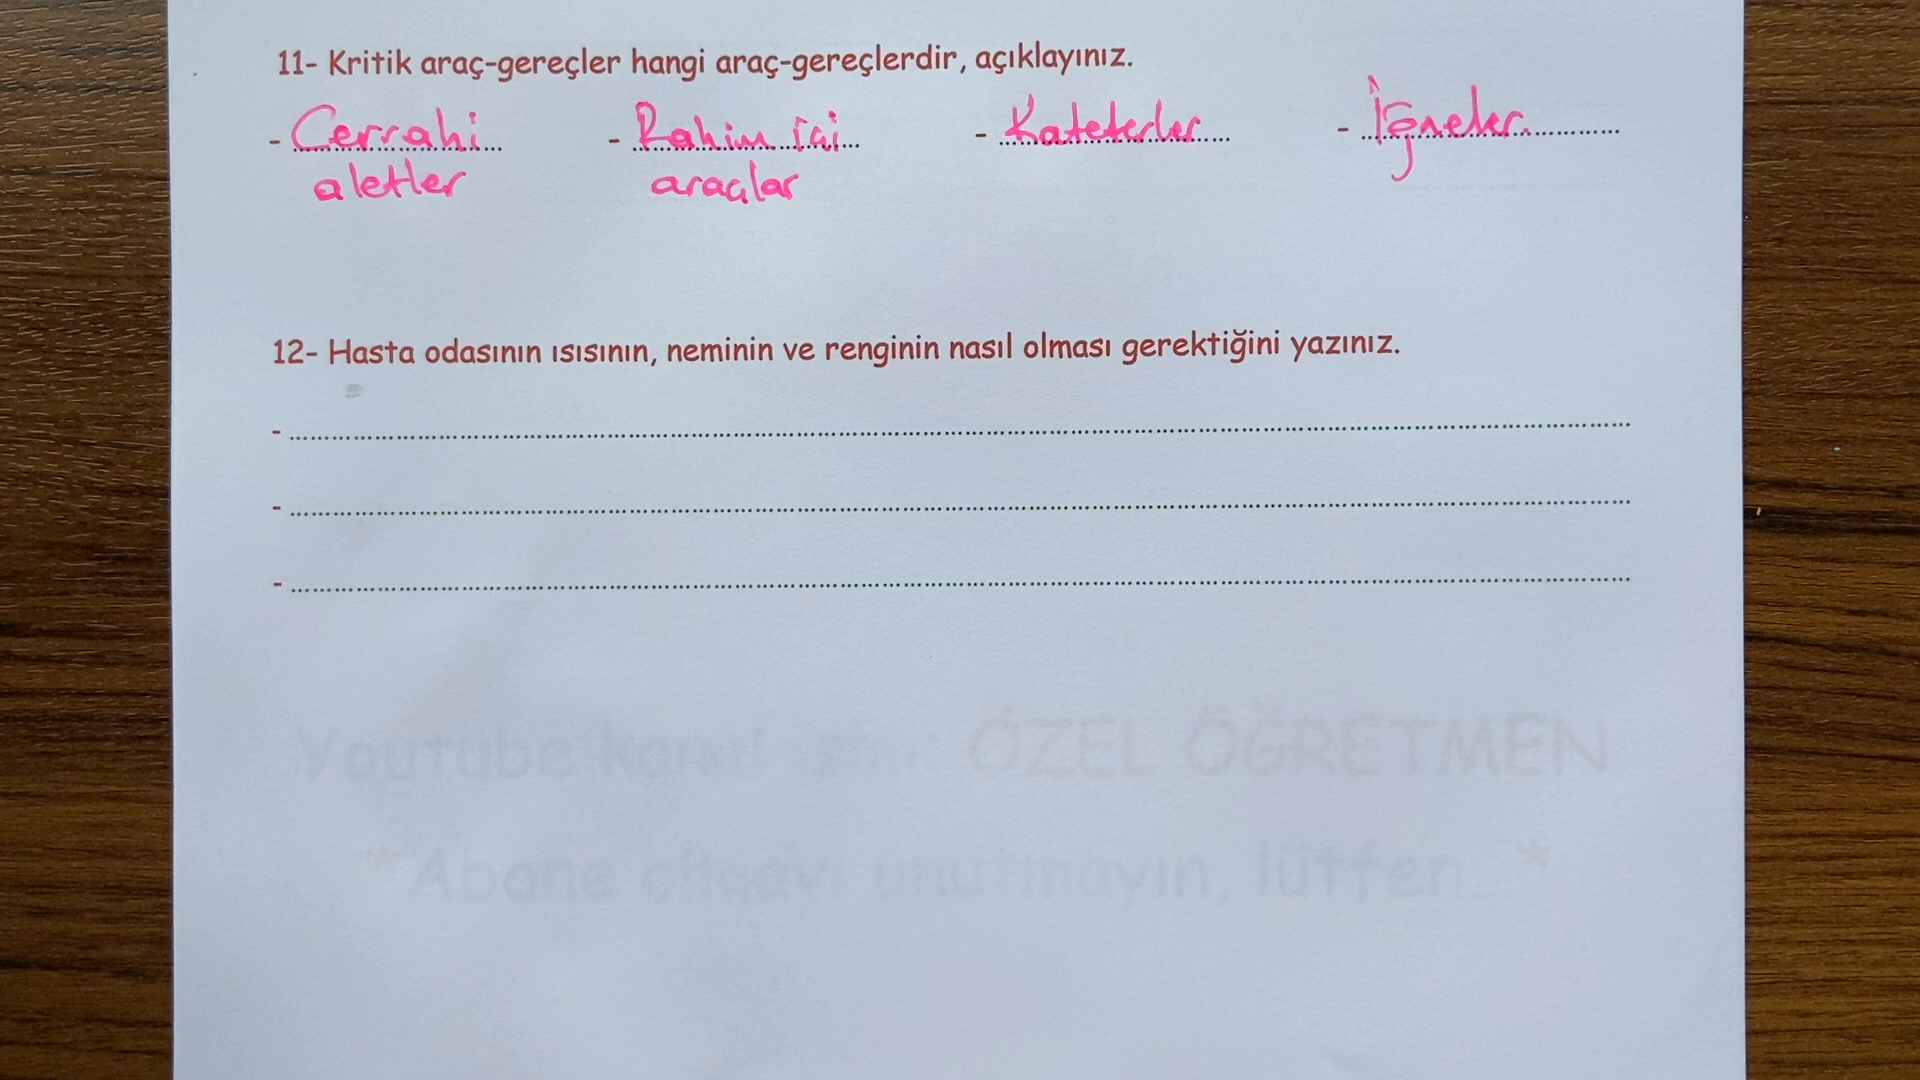 11- Kritik araç-gereçler hangi araç-gereçlerdir, açıklayınız.
- Cerrahi aletler
- Rahim içi araçlar
- Kateterler
- İğneler
12- Hasta odasının ısısının, neminin ve renginin nasıl olması gerektiğini yazınız.
-
-
-
Youtube kanal ismi: ÖZEL ÖĞRETMEN
*Abone olmayı unutmayın, lütfen. *